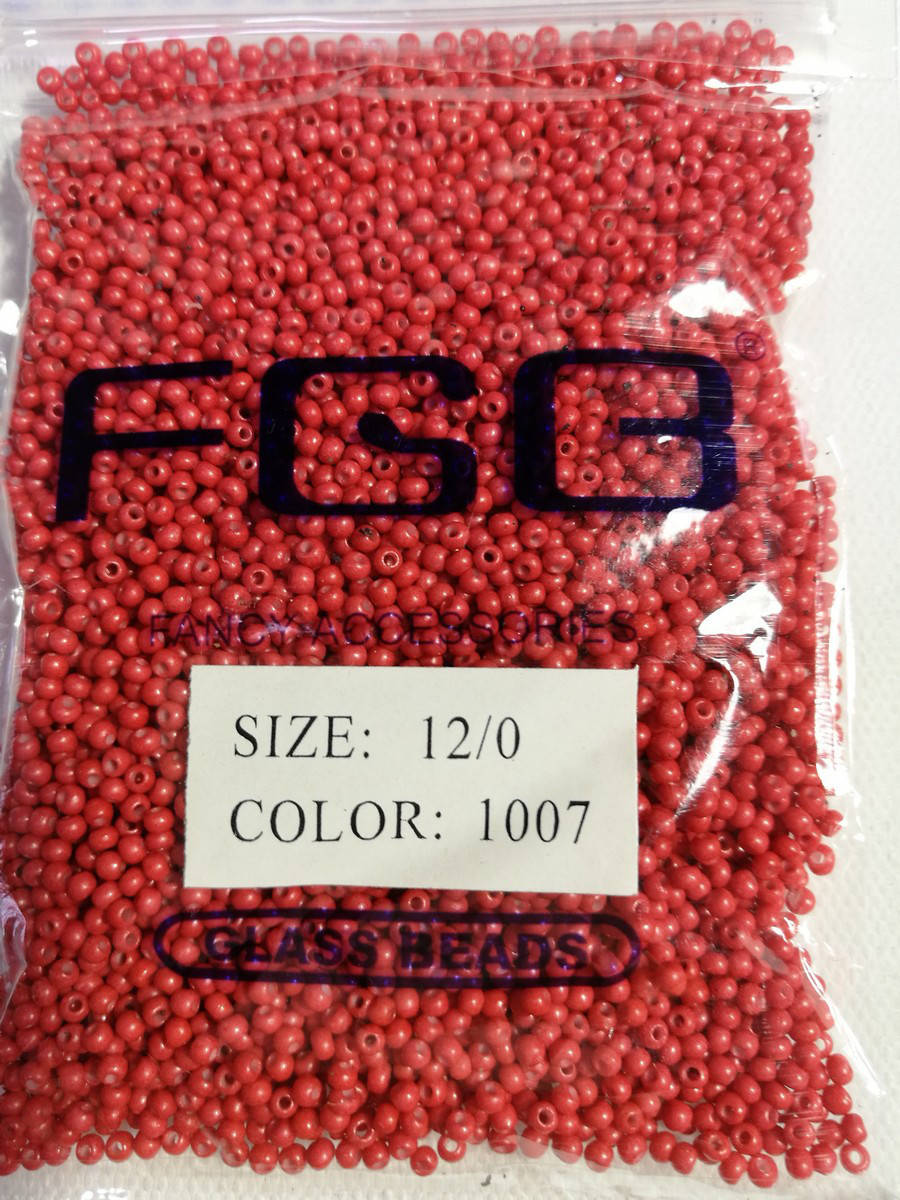 FGB®
FANCY ACCESSORIES
SIZE: 12/0
COLOR: 1007
GLASS BEADS